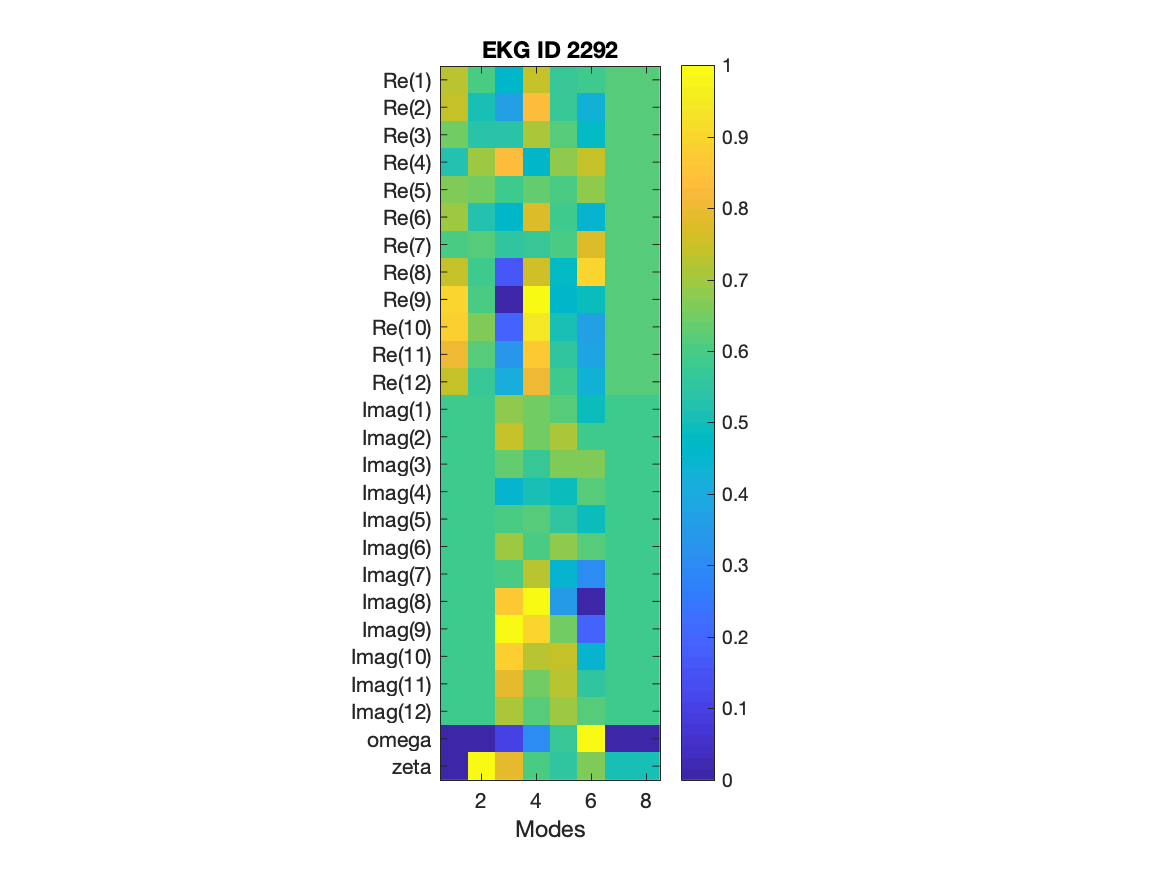 EKG ID 2292
Re(1)
Re(2)
Re(3)
Re(4)
Re(5)
Re(6)
Re(7)
Re(8)
Re(9)
Re(10)
Re(11)
Re(12)
Imag(1)
Imag(2)
Imag(3)
Imag(4)
Imag(5)
Imag(6)
Imag(7)
Imag(8)
Imag(9)
Imag(10)
Imag(11)
Imag(12)
omega
zeta
2 4 6 8
Modes
1
0.9
0.8
0.7
0.6
0.5
0.4
0.3
0.2
0.1
0